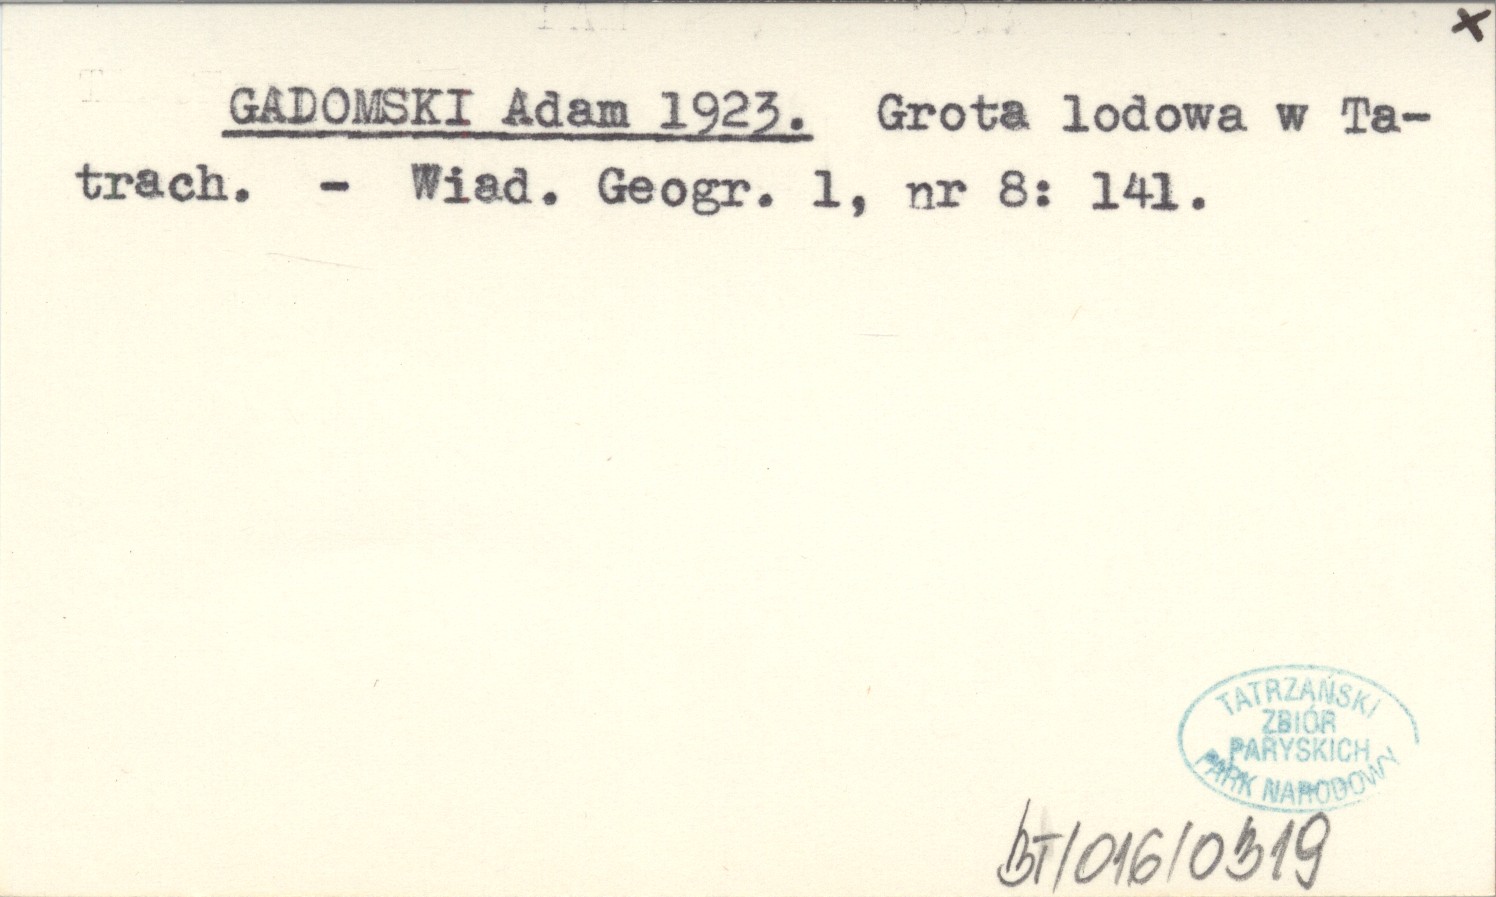 x
GADOMSKI Adam 1923. Grota lodowa w Ta-
trach. - Wiad. Geogr. 1, nr 8: 141.
TATRZAŃSKI
ZBIÓR
PARYSKICH
PARK NARODOWY
BT/016/0319